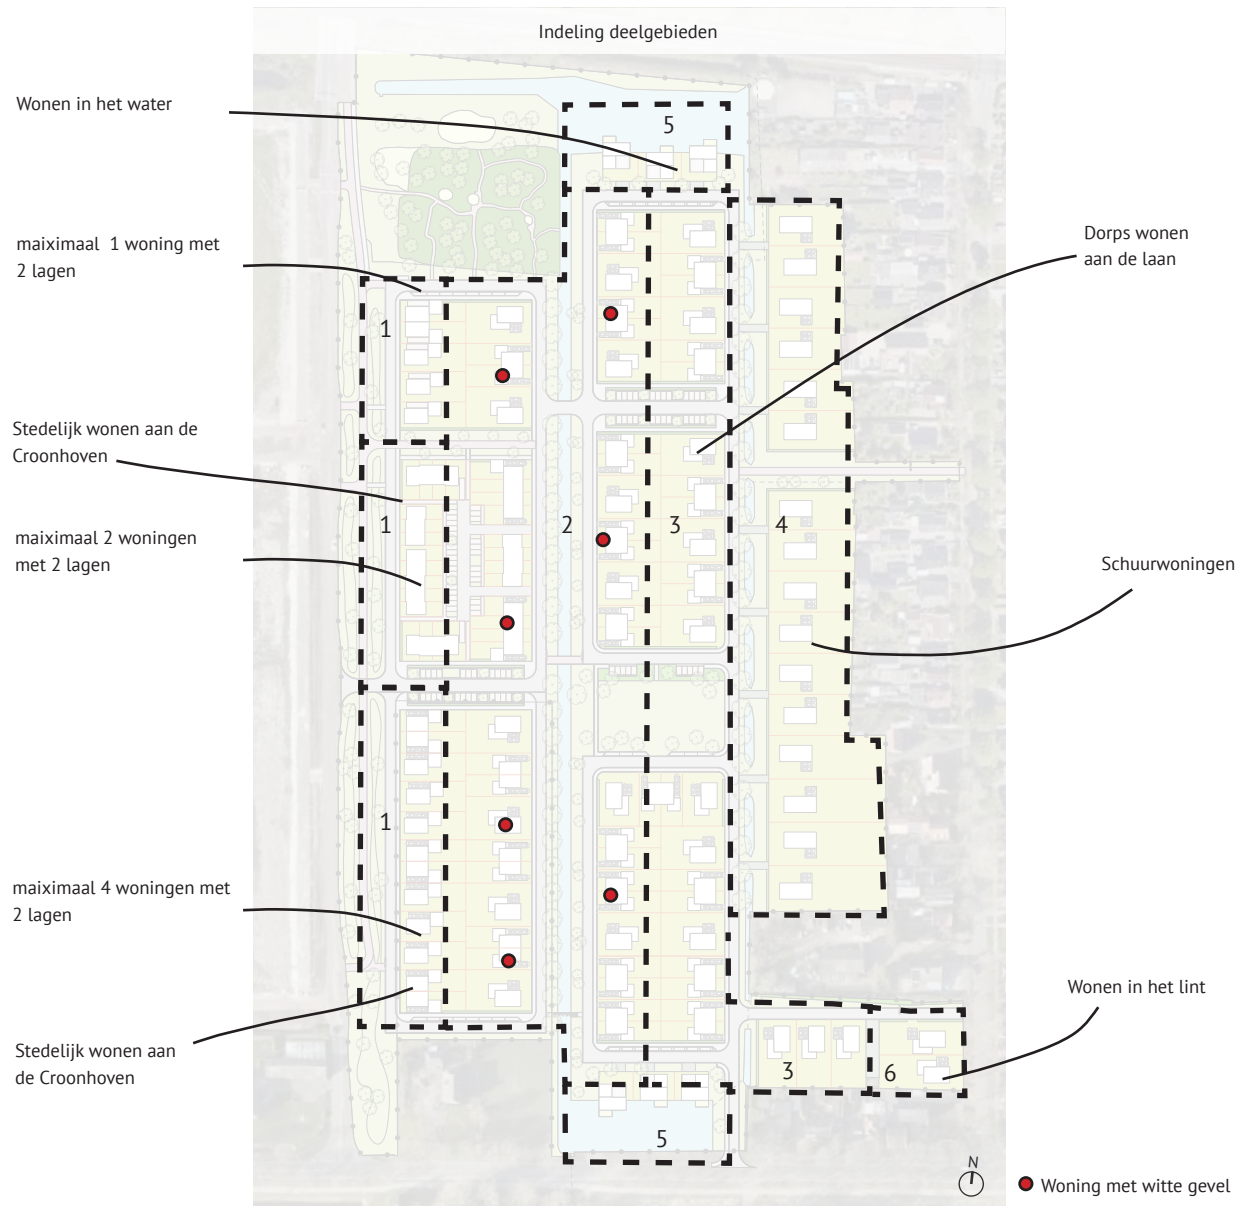 Indeling deelgebieden
Wonen in het water
5
maiximaal 1 woning met
2 lagen
Dorps wonen
aan de laan
1
Stedelijk wonen aan de
Croonhoven
maiximaal 2 woningen
met 2 lagen
1
2
3
4
Schuurwoningen
1
maiximaal 4 woningen met
2 lagen
Wonen in het lint
Stedelijk wonen aan
de Croonhoven
3
6
5
N
Woning met witte gevel